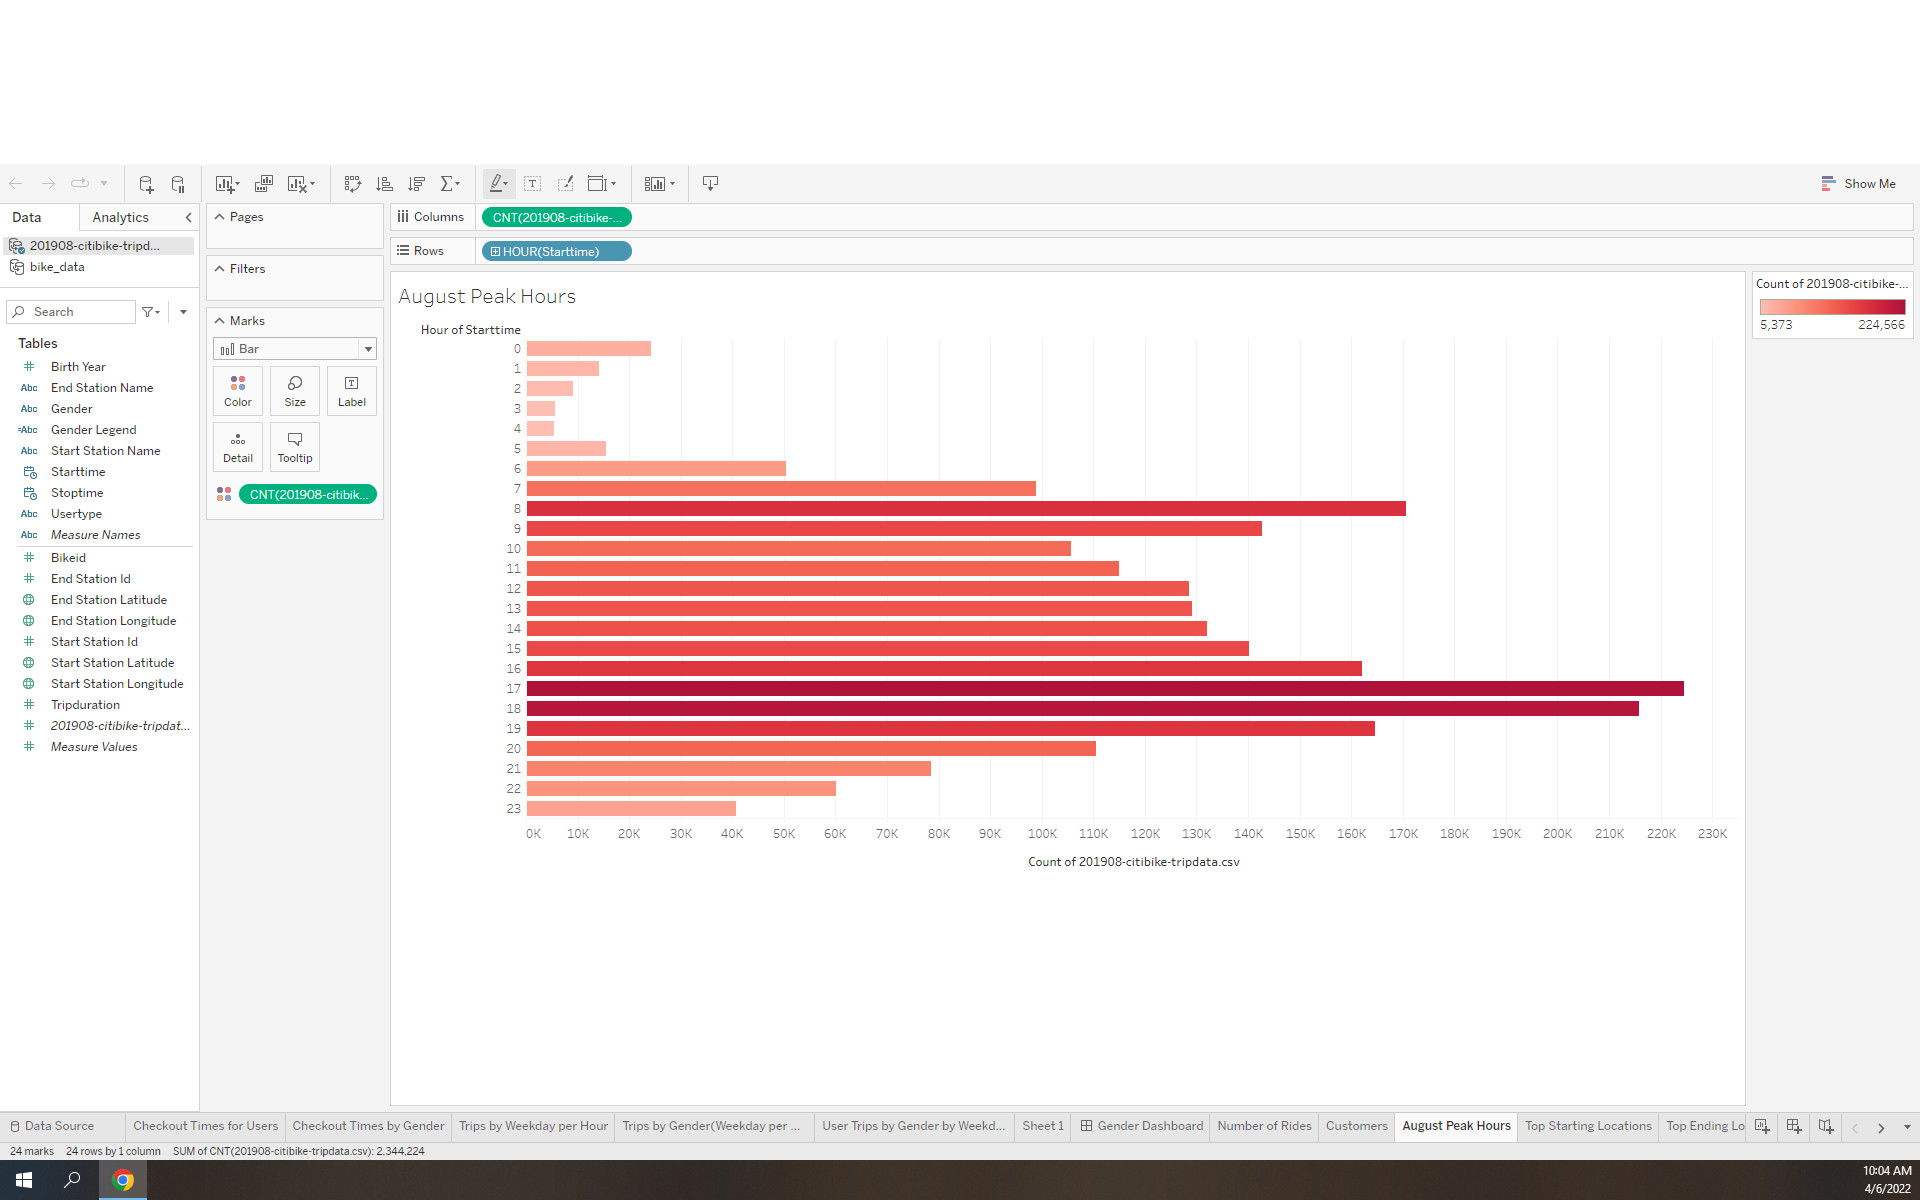 Show Me
Data
Analytics
201908-citibike-tripd...
bike_data
Search
Tables
Birth Year
Abc End Station Name
Abc Gender
=Abc Gender Legend
Abc Start Station Name
Starttime
Stoptime
Abc Usertype
Abc Measure Names
Bikeid
End Station Id
End Station Latitude
End Station Longitude
Start Station Id
Start Station Latitude
Start Station Longitude
Tripduration
201908-citibike-tripdat...
Measure Values
Pages
Filters
Marks
Bar
Color
Size
Label
Detail
Tooltip
CNT(201908-citibik...
Columns
CNT(201908-citibike-...
Rows
HOUR(Starttime)
August Peak Hours
Hour of Starttime
0
1
2
3
4
5
6
7
8
9
10
11
12
13
14
15
16
17
18
19
20
21
22
23
0K 10K 20K 30K 40K 50K 60K 70K 80K 90K 100K 110K 120K 130K 140K 150K 160K 170K 180K 190K 200K 210K 220K 230K
Count of 201908-citibike-tripdata.csv
Count of 201908-citibike-...
5,373 224,566
Data Source
Checkout Times for Users
Checkout Times by Gender
Trips by Weekday per Hour
Trips by Gender(Weekday per ...
User Trips by Gender by Weekd...
Sheet 1
Gender Dashboard
Number of Rides
Customers
August Peak Hours
Top Starting Locations
Top Ending Lo
24 marks 24 rows by 1 column SUM of CNT(201908-citibike-tripdata.csv): 2,344,224
10:04 AM
4/6/2022